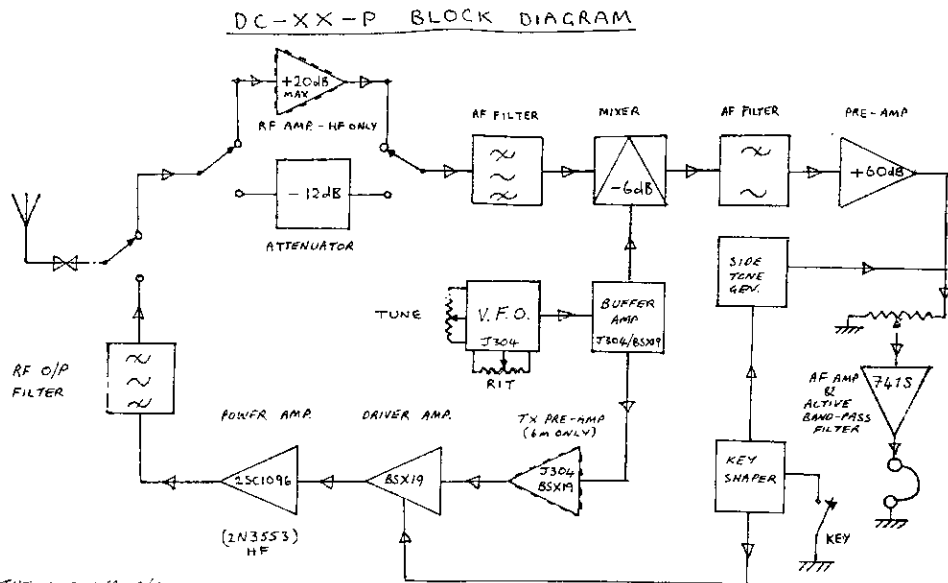 DC-XX-P BLOCK DIAGRAM
+20dB
MAX
RF AMP - HF ONLY
-12dB
ATTENUATOR
RF FILTER
MIXER
-6dB
AF FILTER
PRE-AMP
+60dB
SIDE
TONE
GEN.
TUNE
V.F.O.
J304
RIT
BUFFER
AMP
J304/BSX19
RF O/P
FILTER
POWER AMP.
2SC1096
(2N3553)
HF
DRIVER AMP.
BSX19
TX PRE-AMP
(6M ONLY)
J304
BSX19
KEY
SHAPER
KEY
AF AMP
&
ACTIVE
BAND-PASS
FILTER
741S